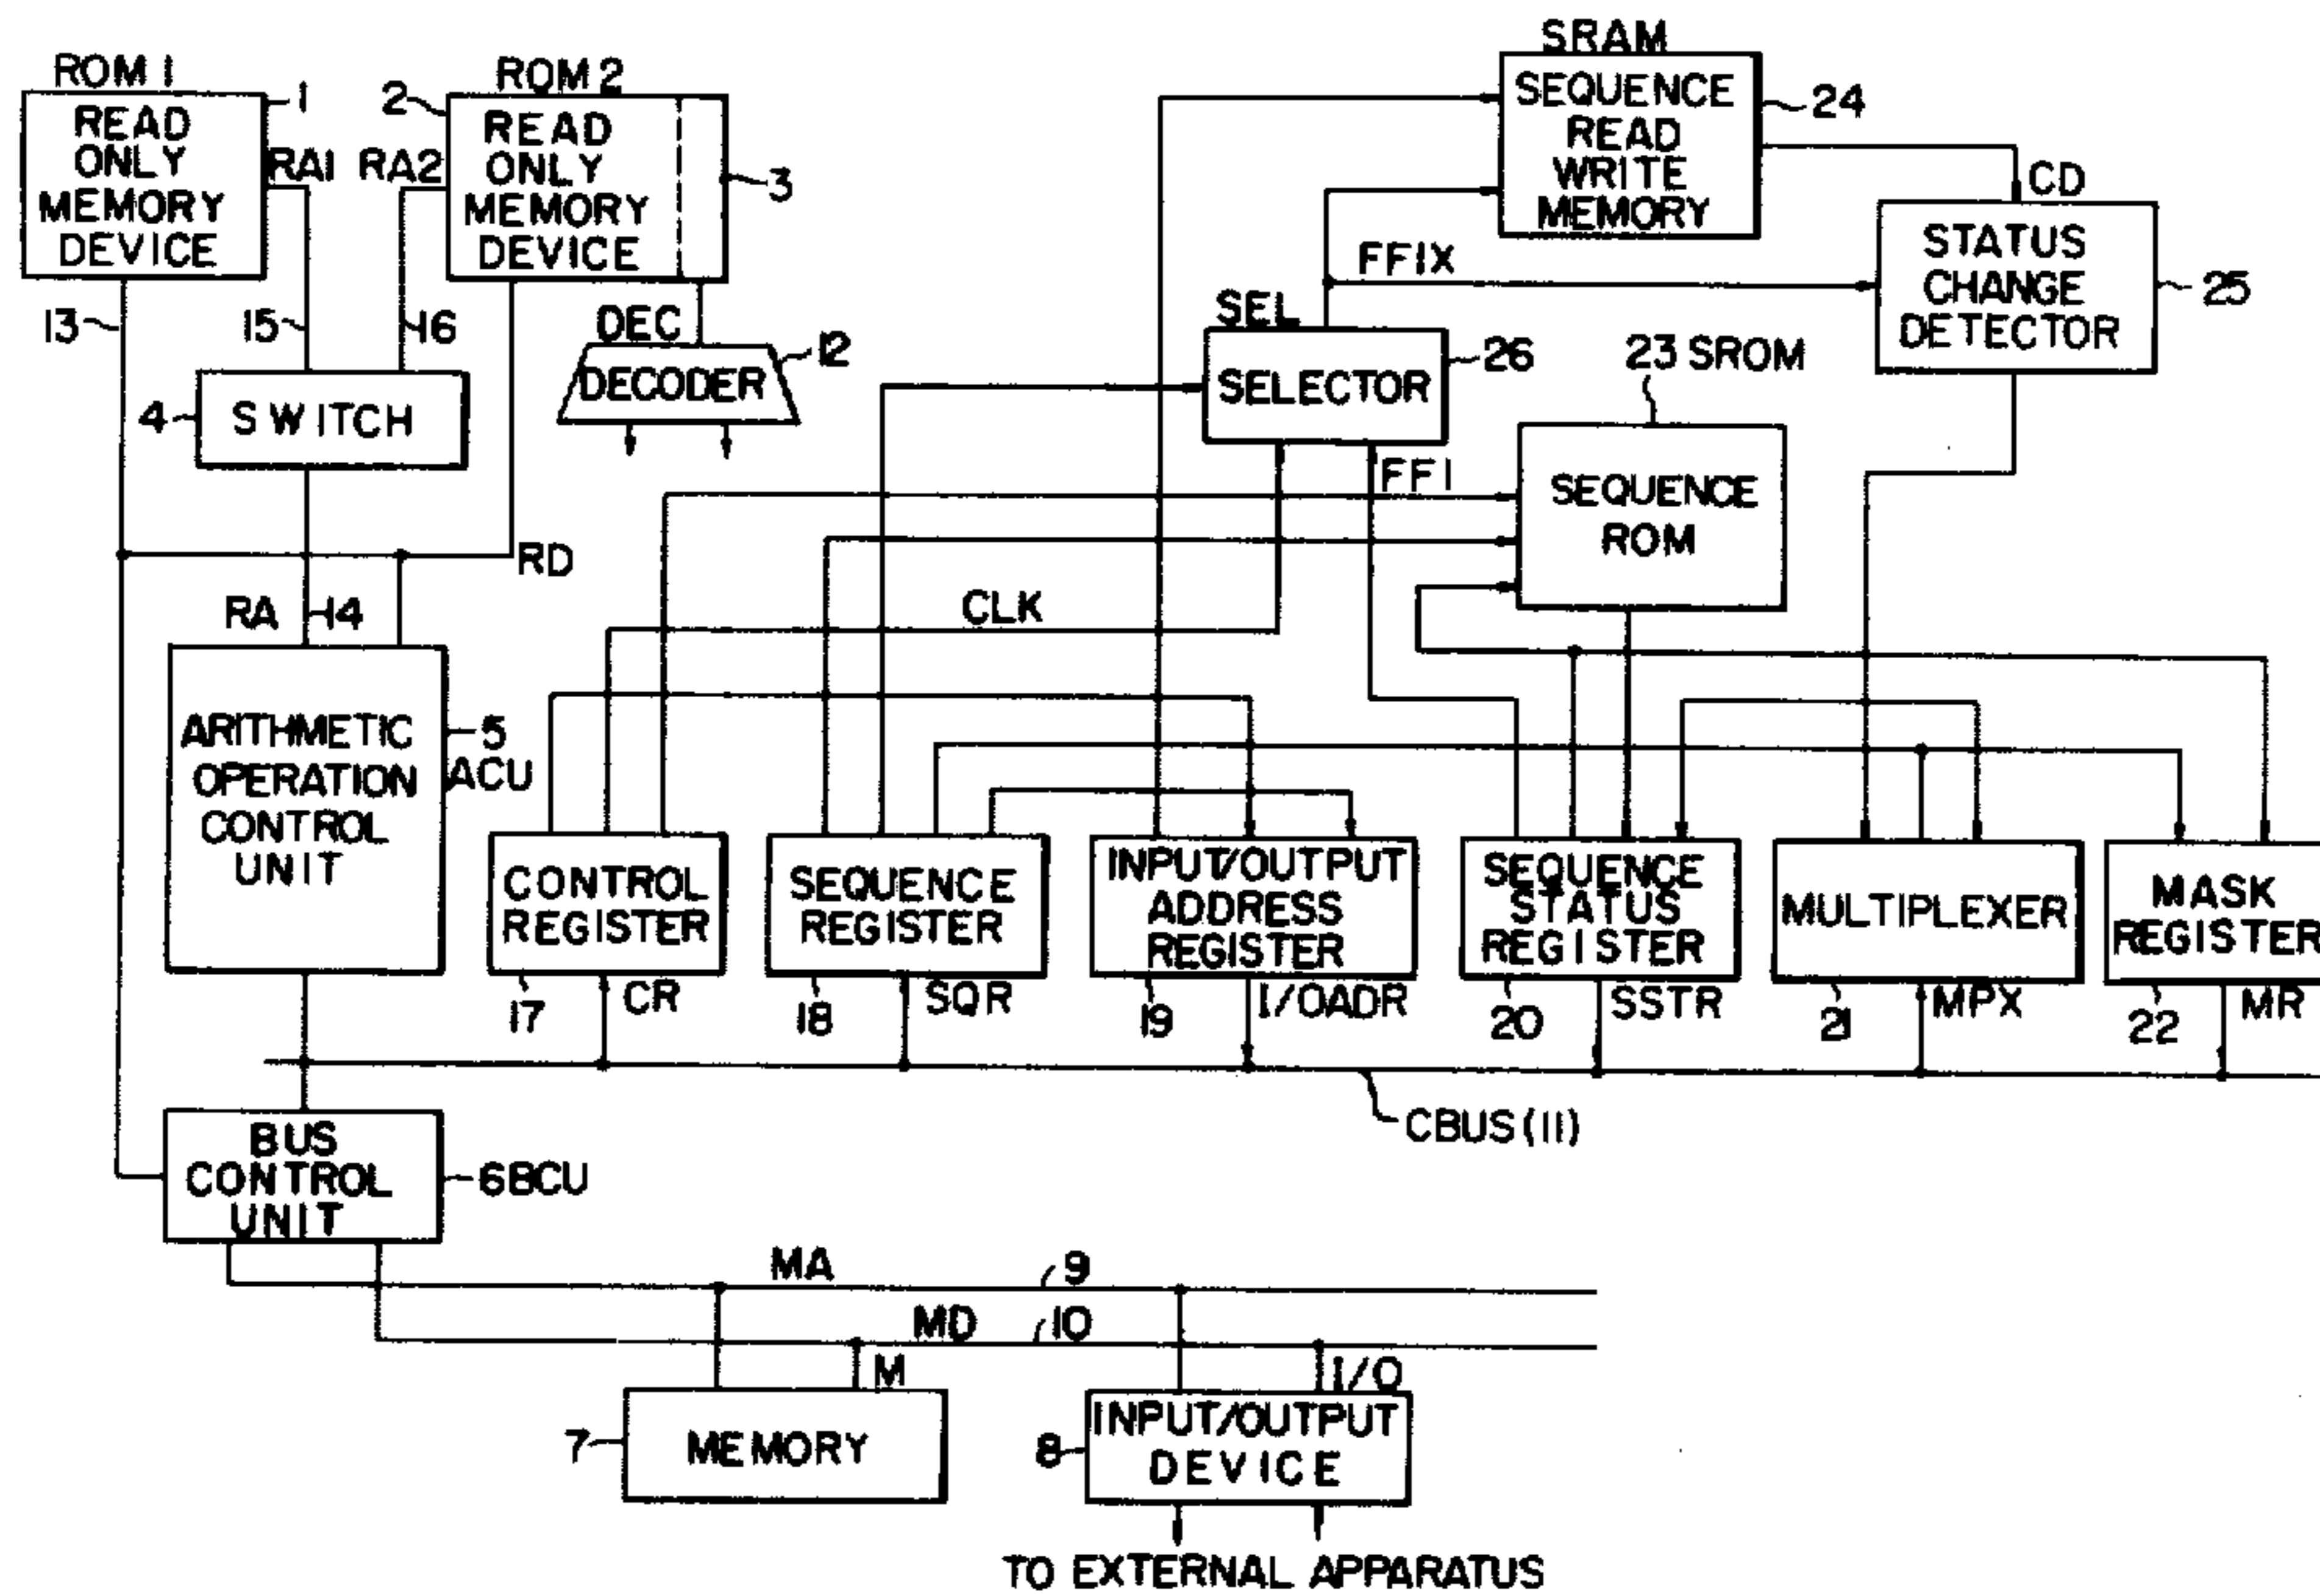 SRAM
ROM 1
ROM 2
1
2
SEQUENCE
READ
WRITE
MEMORY
24
READ
ONLY
MEMORY
DEVICE
RA1
RA2
READ
ONLY
MEMORY
DEVICE
3
CD
FF1X
STATUS
CHANGE
DETECTOR
25
13
15
16
DEC
12
DECODER
SEL
SELECTOR
26
23 SROM
4
SWITCH
FF1
SEQUENCE
ROM
RD
RA
14
CLK
ARITHMETIC
OPERATION
CONTROL
UNIT
5
ACU
CONTROL
REGISTER
SEQUENCE
REGISTER
INPUT/OUTPUT
ADDRESS
REGISTER
SEQUENCE
STATUS
REGISTER
MULTIPLEXER
MASK
REGISTER
17
CR
18
SQR
19
I/OADR
20
SSTR
21
MPX
22
MR
CBUS(11)
BUS
CONTROL
UNIT
6BCU
MA
9
MD
10
M
I/O
7
MEMORY
8
INPUT/OUTPUT
DEVICE
TO EXTERNAL APPARATUS